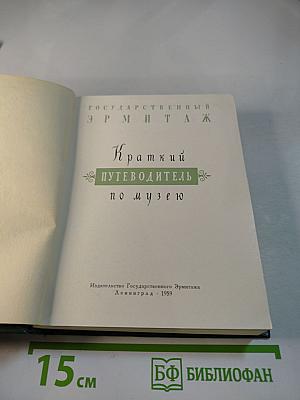 ГОСУДАРСТВЕННЫЙ
ЭРМИТАЖ
Краткий
ПУТЕВОДИТЕЛЬ
по музею
Издательство Государственного Эрмитажа
Ленинград · 1959
15 см
БФ БИБЛИОФАН